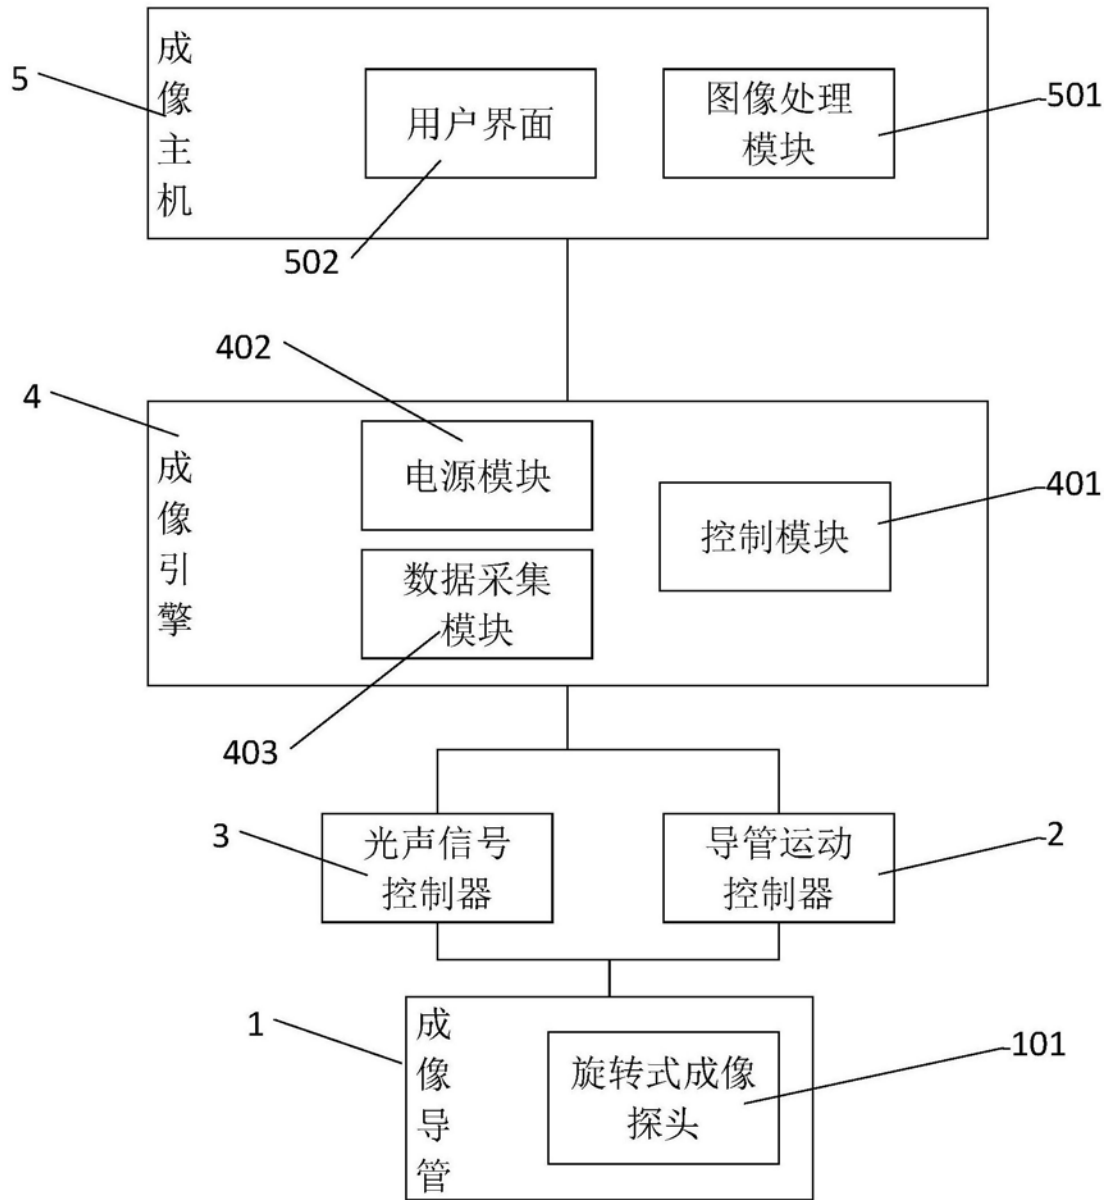 成像主机
5
用户界面
图像处理
模块
501
502
402
4
成像引擎
电源模块
控制模块
401
数据采集
模块
403
3
光声信号
控制器
导管运动
控制器
2
1
成像导管
旋转式成像
探头
101